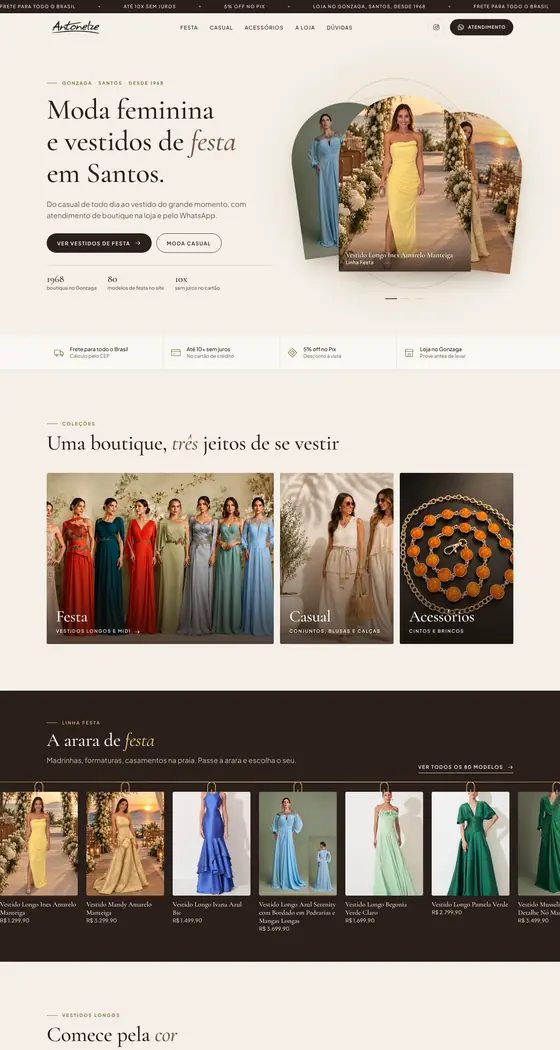 FRETE PARA TODO O BRASIL • ATÉ 10X SEM JUROS • 5% OFF NO PIX • LOJA NO GONZAGA, SANTOS, DESDE 1968 • FRETE PARA TODO O BRASIL
Antonelze
FESTA CASUAL ACESSÓRIOS A LOJA DÚVIDAS
ATENDIMENTO
GONZAGA · SANTOS · DESDE 1968
Moda feminina
e vestidos de festa
em Santos.
Do casual de todo dia ao vestido do grande momento, com
atendimento de boutique na loja e pelo WhatsApp.
VER VESTIDOS DE FESTA →
MODA CASUAL
1968
boutique no Gonzaga
80
modelos de festa no site
10x
sem juros no cartão
Vestido Longo Ines Amarelo Manteiga
Linha Festa
Frete para todo o Brasil
Cálculo pelo CEP
Até 10x sem juros
No cartão de crédito
5% off no Pix
Desconto à vista
Loja no Gonzaga
Prove antes de levar
COLEÇÕES
Uma boutique, três jeitos de se vestir
Festa
VESTIDOS LONGOS E MIDI →
Casual
CONJUNTOS, BLUSAS E CALÇAS
Acessórios
CINTOS E BRINCOS
LINHA FESTA
A arara de festa
Madrinhas, formaturas, casamentos na praia. Passe a arara e escolha o seu.
VER TODOS OS 80 MODELOS →
Vestido Longo Ines Amarelo
Manteiga
R$ 1.299,90
Vestido Mandy Amarelo
Manteiga
R$ 3.299,90
Vestido Longo Ivana Azul
Bic
R$ 1.499,90
Vestido Longo Azul Serenity
com Bordado em Pedrarias e
Mangas Longas
R$ 3.699,90
Vestido Longo Begonia
Verde Claro
R$ 1.699,90
Vestido Longo Pamela Verde
R$ 2.799,90
Vestido Musseli
Detalhe Nó Ma
R$ 3.499,90
VESTIDOS LONGOS
Comece pela cor